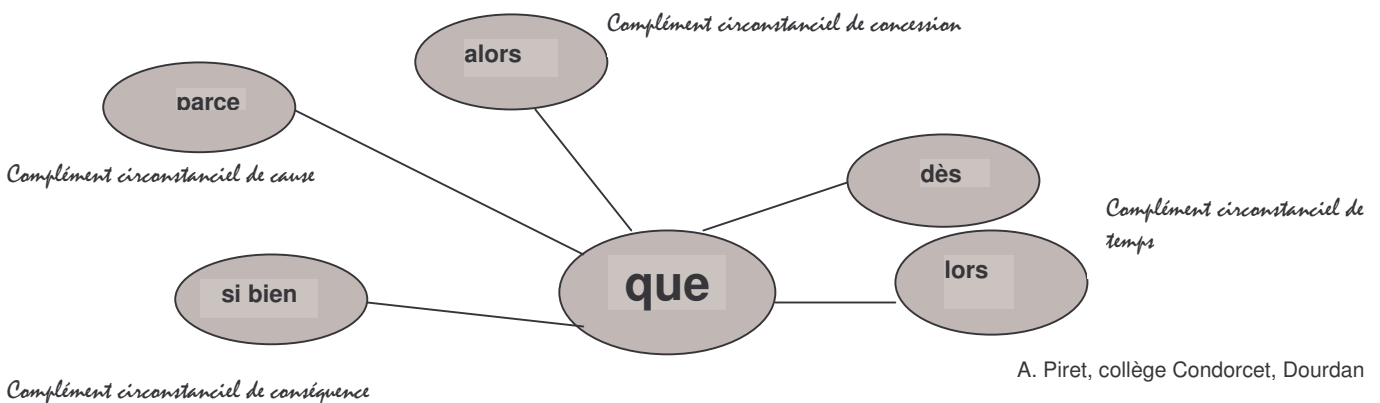 Complément circonstanciel de concession
alors
parce
Complément circonstanciel de cause
dès
Complément circonstanciel de
temps
lors
que
si bien
A. Piret, collège Condorcet, Dourdan
Complément circonstanciel de conséquence